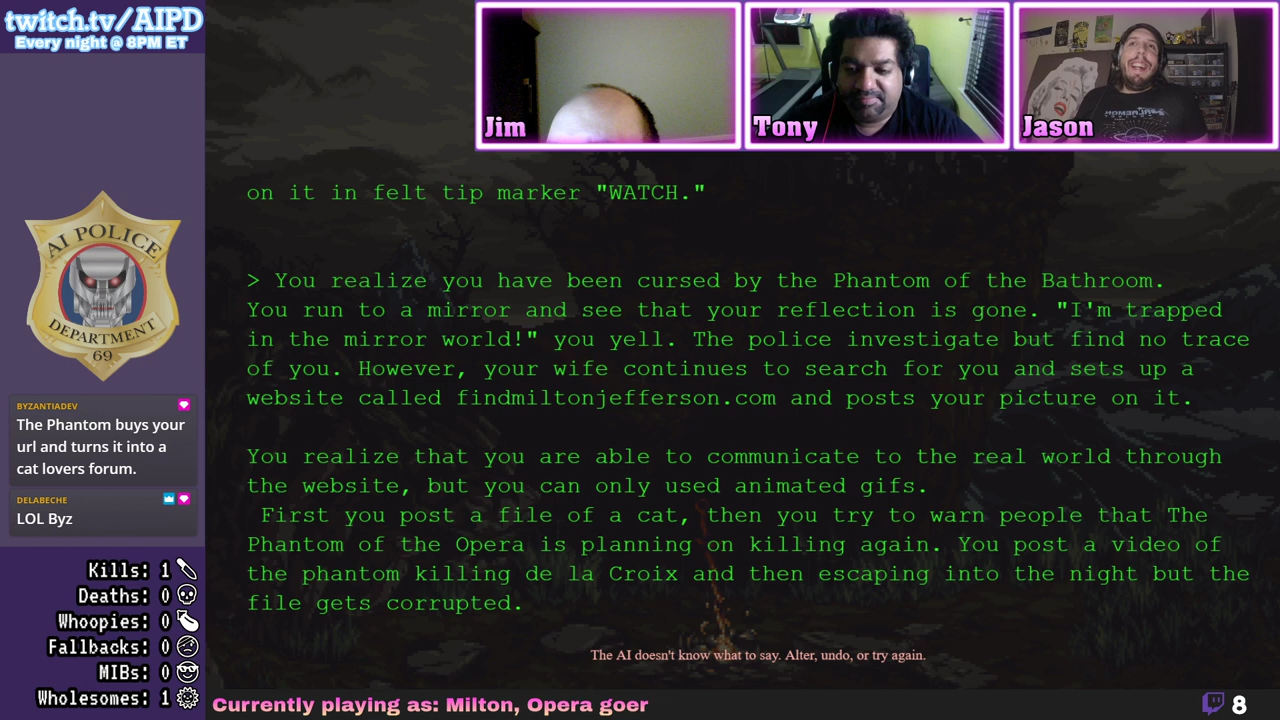 twitch.tv/AIPD
Every night @ 8PM ET
Jim
Tony
Jason
on it in felt tip marker "WATCH."
> You realize you have been cursed by the Phantom of the Bathroom.
You run to a mirror and see that your reflection is gone. "I'm trapped
in the mirror world!" you yell. The police investigate but find no trace
of you. However, your wife continues to search for you and sets up a
website called findmiltonjefferson.com and posts your picture on it.
You realize that you are able to communicate to the real world through
the website, but you can only used animated gifs.
First you post a file of a cat, then you try to warn people that The
Phantom of the Opera is planning on killing again. You post a video of
the phantom killing de la Croix and then escaping into the night but the
file gets corrupted.
The AI doesn't know what to say. Alter, undo, or try again.
AI POLICE
DEPARTMENT
69
BYZANTIADEV
The Phantom buys your
url and turns it into a
cat lovers forum.
DELABECHE
LOL Byz
Kills: 1
Deaths: 0
Whoopies: 0
Fallbacks: 0
MIBs: 0
Wholesomes: 1
Currently playing as: Milton, Opera goer
8